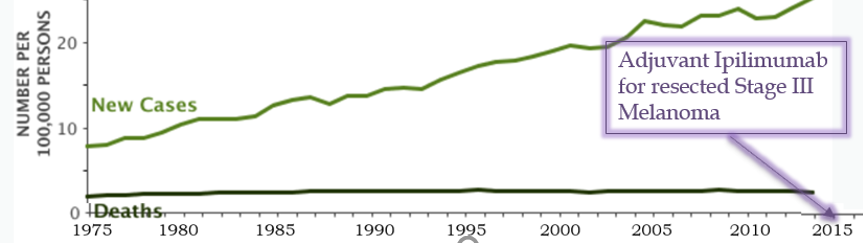 NUMBER PER
100,000 PERSONS
20
10
0
New Cases
Deaths
Adjuvant Ipilimumab
for resected Stage III
Melanoma
1975 1980 1985 1990 1995 2000 2005 2010 2015